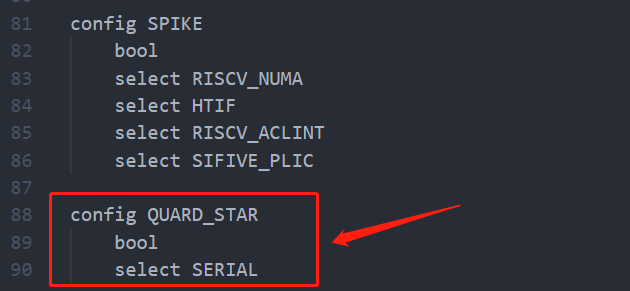 81 config SPIKE
82 bool
83 select RISCV_NUMA
84 select HTIF
85 select RISCV_ACLINT
86 select SIFIVE_PLIC
87
88 config QUARD_STAR
89 bool
90 select SERIAL